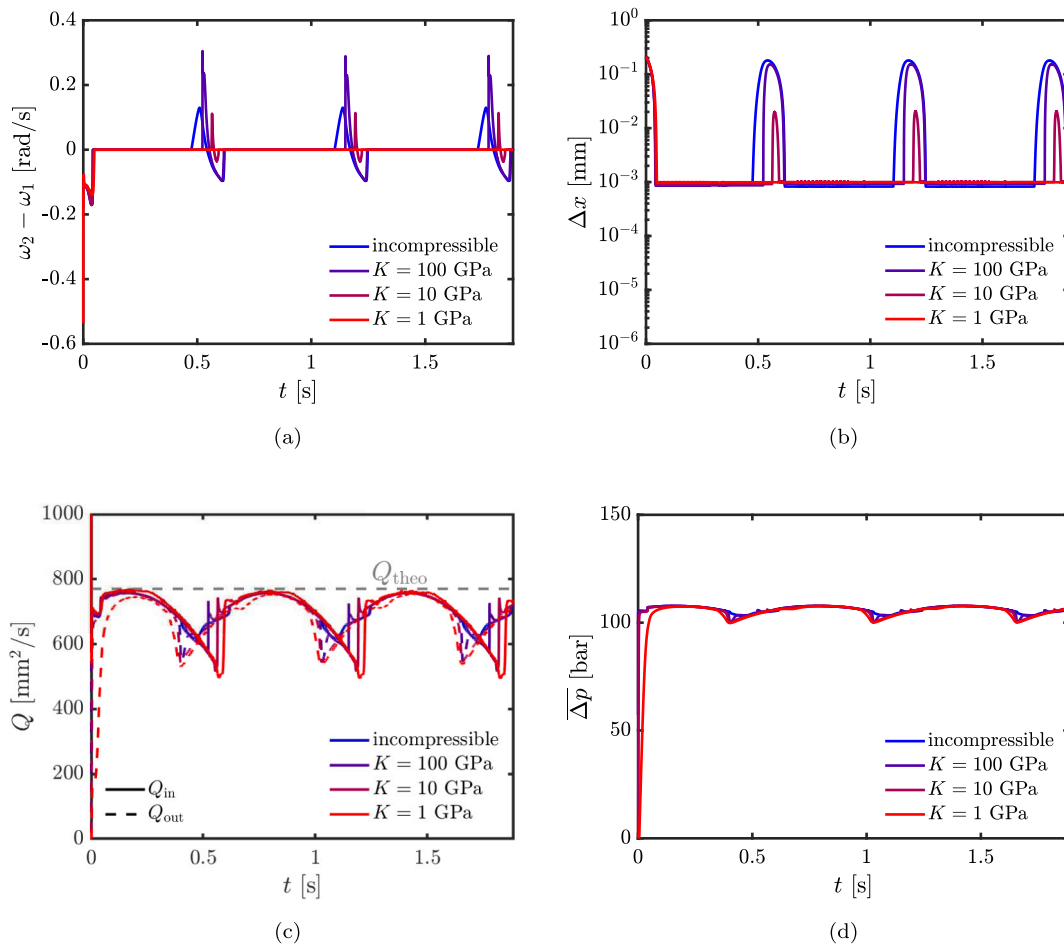 0.4
0.2
0
-0.2
-0.4
-0.6
ω₂ − ω₁ [rad/s]
incompressible
K = 100 GPa
K = 10 GPa
K = 1 GPa
0 0.5 1 1.5
t [s]
(a)
10⁰
10⁻¹
10⁻²
10⁻³
10⁻⁴
10⁻⁵
10⁻⁶
Δx [mm]
incompressible
K = 100 GPa
K = 10 GPa
K = 1 GPa
0 0.5 1 1.5
t [s]
(b)
1000
800
600
400
200
0
Q [mm²/s]
Q_theo
incompressible
K = 100 GPa
K = 10 GPa
K = 1 GPa
Q_in
Q_out
0 0.5 1 1.5
t [s]
(c)
150
100
50
0
Δp̅ [bar]
incompressible
K = 100 GPa
K = 10 GPa
K = 1 GPa
0 0.5 1 1.5
t [s]
(d)